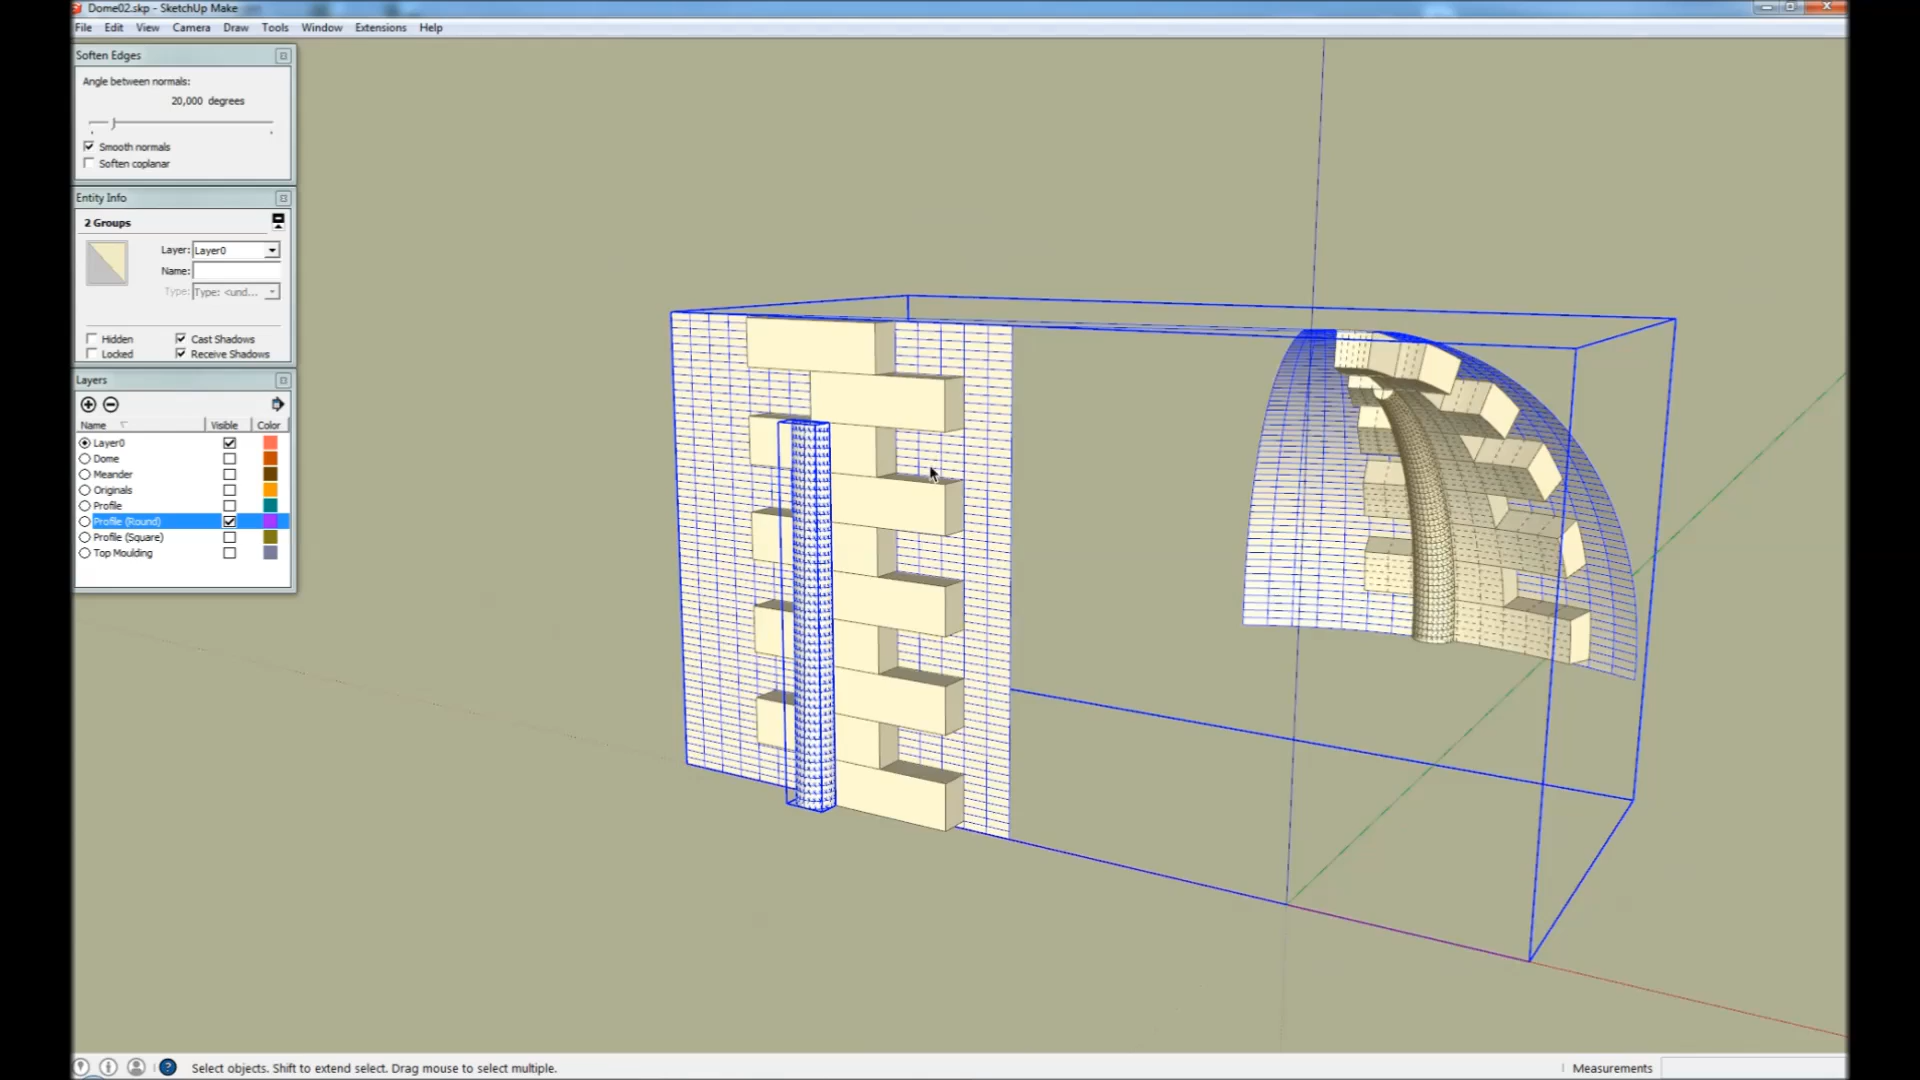 Dome02.skp - SketchUp Make
File Edit View Camera Draw Tools Window Extensions Help
Soften Edges
Angle between normals:
20,000 degrees
Smooth normals
Soften coplanar
Entity Info
2 Groups
Layer: Layer0
Name:
Type: Type: <und...
Hidden Cast Shadows
Locked Receive Shadows
Layers
Name Visible Color
Layer0
Dome
Meander
Originals
Profile
Profile (Round)
Profile (Square)
Top Moulding
Select objects. Shift to extend select. Drag mouse to select multiple. Measurements